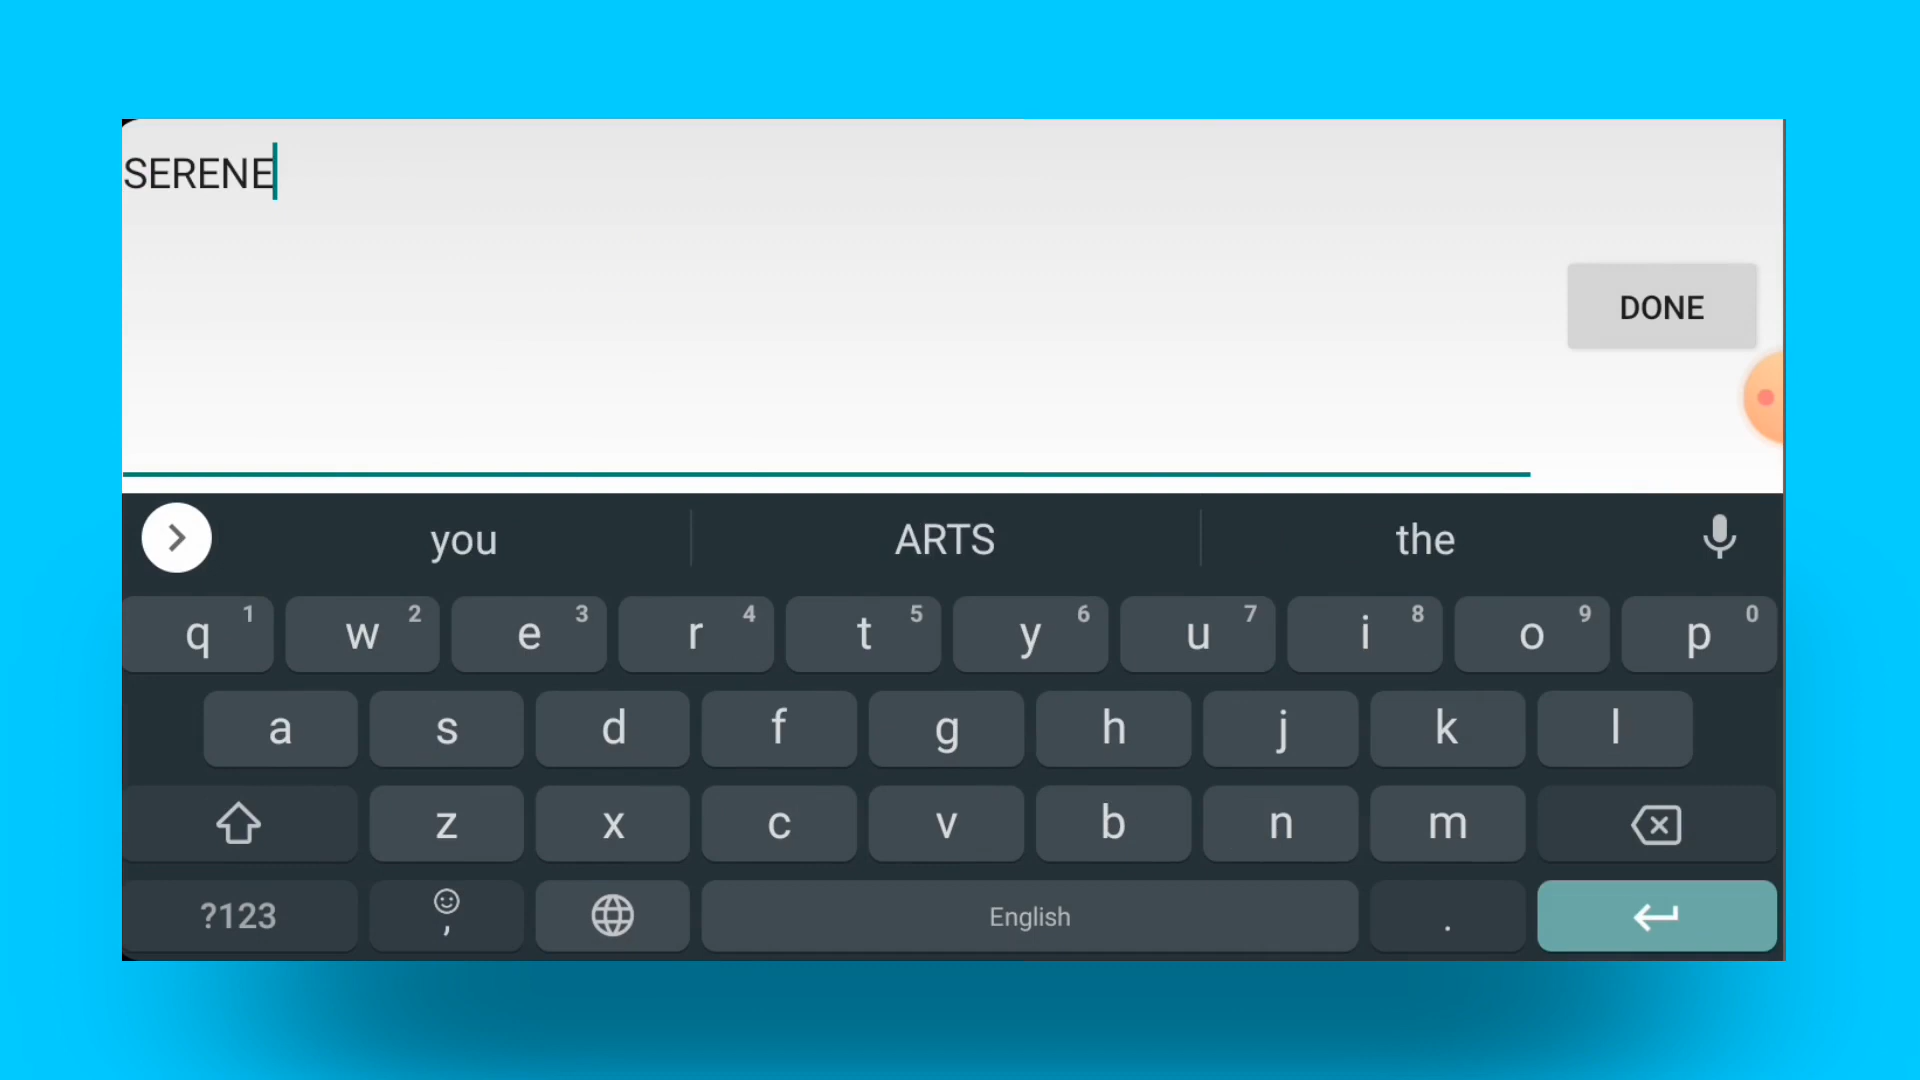 SERENE
DONE
you ARTS the
q 1 w 2 e 3 r 4 t 5 y 6 u 7 i 8 o 9 p 0
a s d f g h j k l
z x c v b n m
?123 , English .